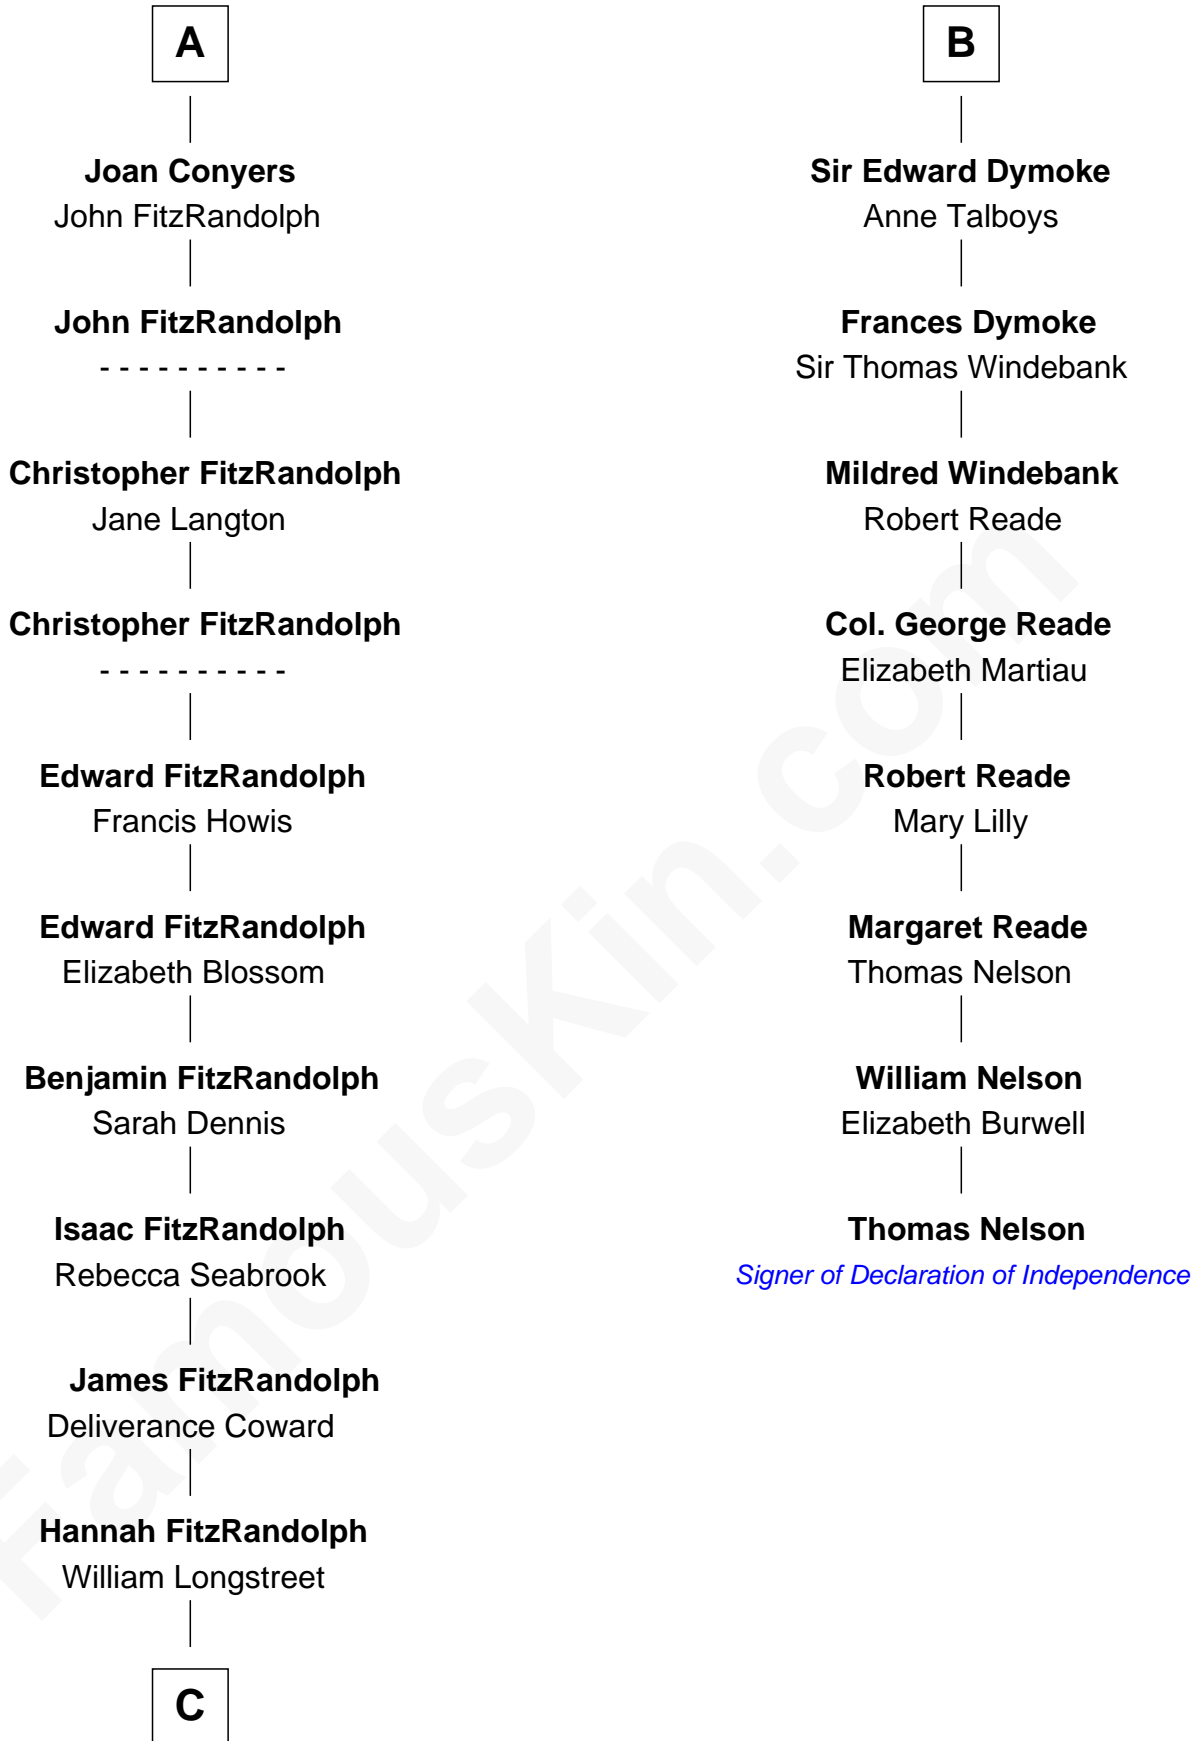 A
Joan Conyers
John FitzRandolph
John FitzRandolph
- - - - - - - - - -
Christopher FitzRandolph
Jane Langton
Christopher FitzRandolph
- - - - - - - - - -
Edward FitzRandolph
Francis Howis
Edward FitzRandolph
Elizabeth Blossom
Benjamin FitzRandolph
Sarah Dennis
Isaac FitzRandolph
Rebecca Seabrook
James FitzRandolph
Deliverance Coward
Hannah FitzRandolph
William Longstreet
C
B
Sir Edward Dymoke
Anne Talboys
Frances Dymoke
Sir Thomas Windebank
Mildred Windebank
Robert Reade
Col. George Reade
Elizabeth Martiau
Robert Reade
Mary Lilly
Margaret Reade
Thomas Nelson
William Nelson
Elizabeth Burwell
Thomas Nelson
Signer of Declaration of Independence
FamousKin.com